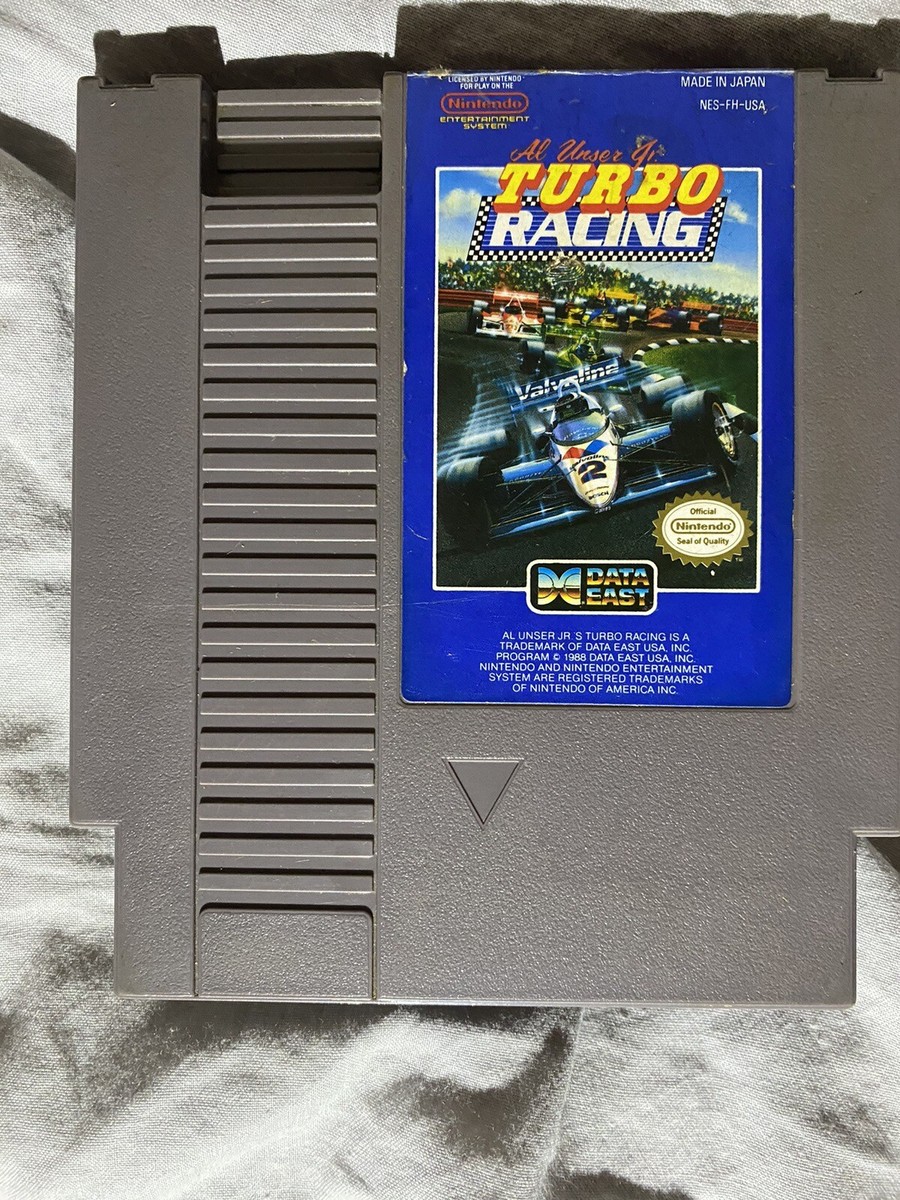 LICENSED BY NINTENDO
FOR PLAY ON THE
Nintendo
ENTERTAINMENT
SYSTEM
MADE IN JAPAN
NES-FH-USA
Al Unser Jr.
TURBO
RACING
Valvoline
Valvoline
2
Official
Nintendo
Seal of Quality
TM
DATA
EAST
AL UNSER JR.'S TURBO RACING IS A
TRADEMARK OF DATA EAST USA, INC.
PROGRAM © 1988 DATA EAST USA, INC.
NINTENDO AND NINTENDO ENTERTAINMENT
SYSTEM ARE REGISTERED TRADEMARKS
OF NINTENDO OF AMERICA INC.